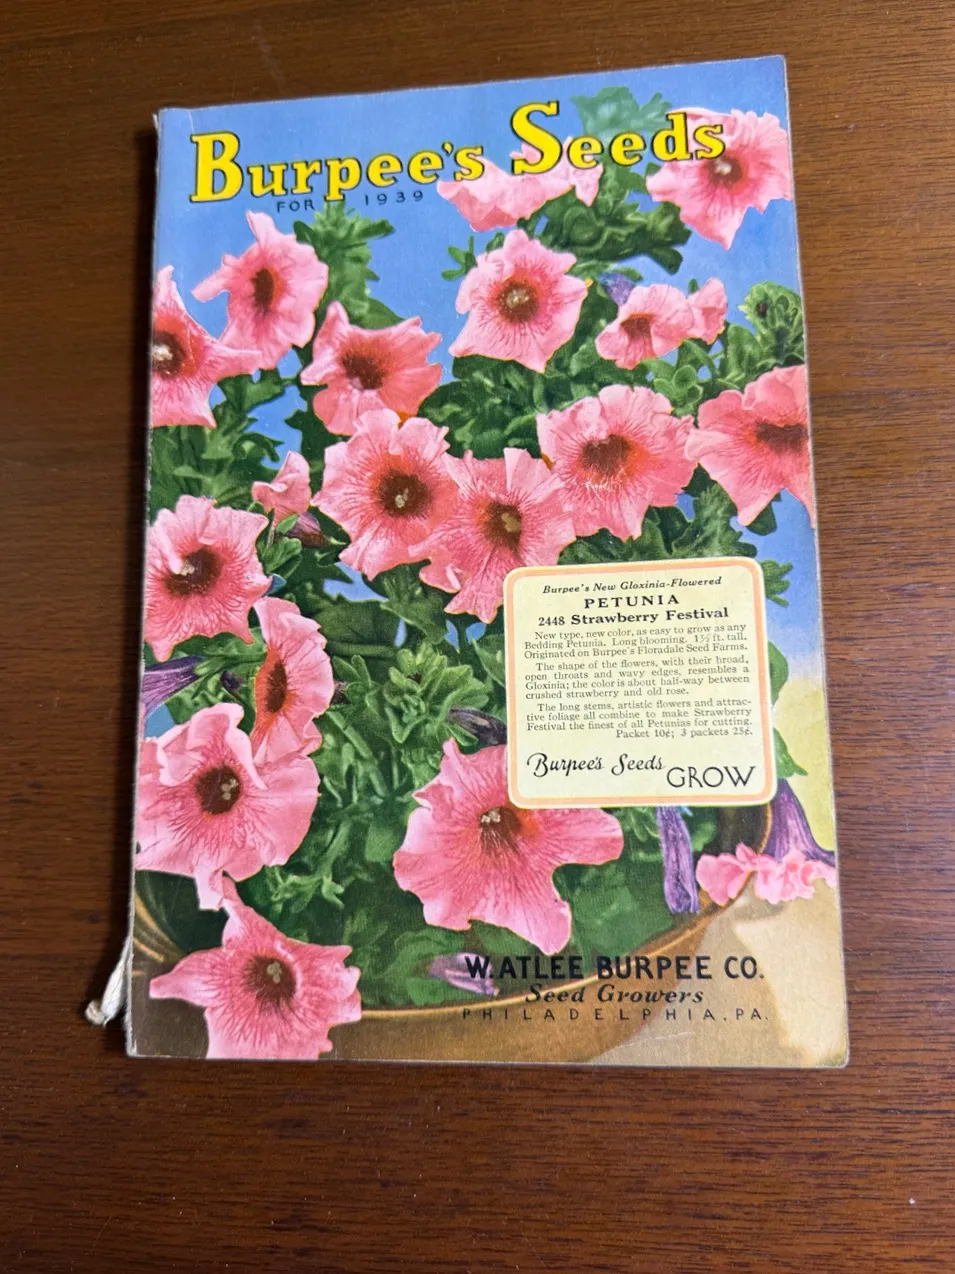 Burpee's Seeds
FOR 1939
Burpee's New Gloxinia-Flowered
PETUNIA
2448 Strawberry Festival
New type, new color, as easy to grow as any
Bedding Petunia. Long blooming. 1½ ft. tall.
Originated on Burpee's Floradale Seed Farms.
The shape of the flowers, with their broad,
open throats and wavy edges, resembles a
Gloxinia; the color is about half-way between
crushed strawberry and old rose.
The long stems, artistic flowers and attrac-
tive foliage all combine to make Strawberry
Festival the finest of all Petunias for cutting.
Packet 10¢; 3 packets 25¢.
Burpee's Seeds GROW
W. ATLEE BURPEE CO.
Seed Growers
PHILADELPHIA, PA.